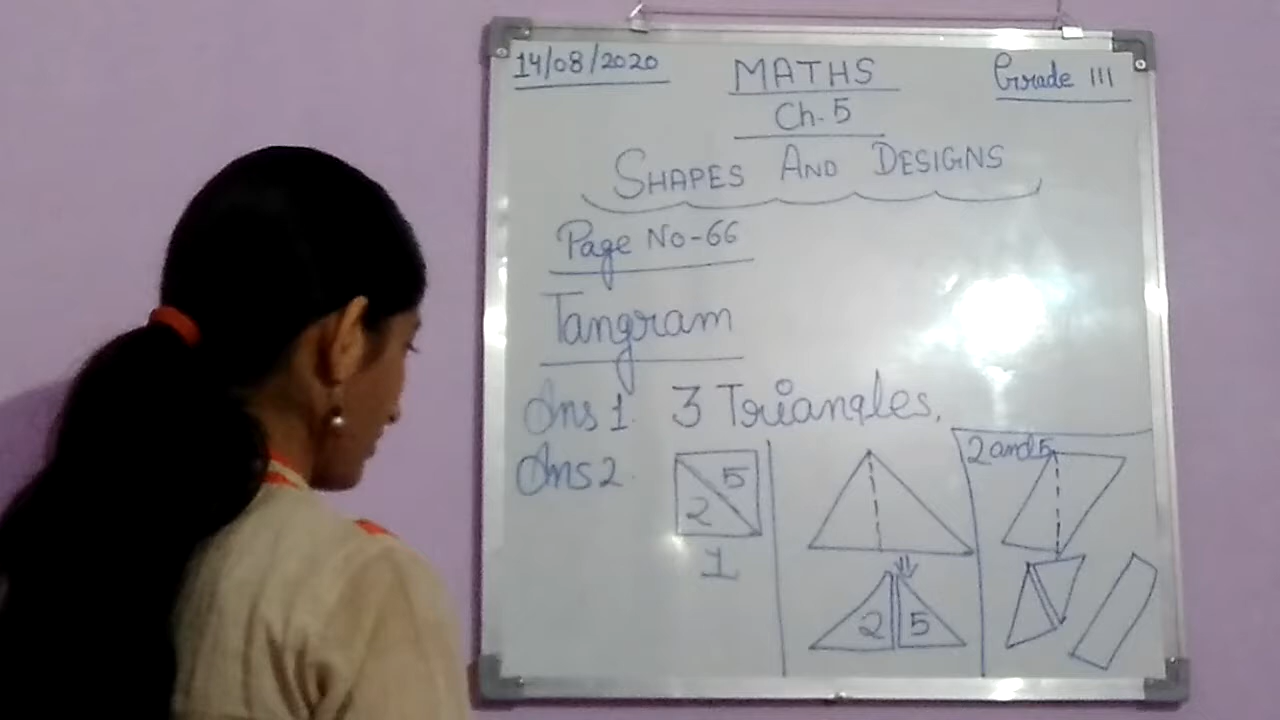 14/08/2020 MATHS Grade III
Ch. 5
SHAPES AND DESIGNS
Page No-66
Tangram
Ans 1. 3 Triangles.
Ans 2.
5
2
1
2 5
2 and 5